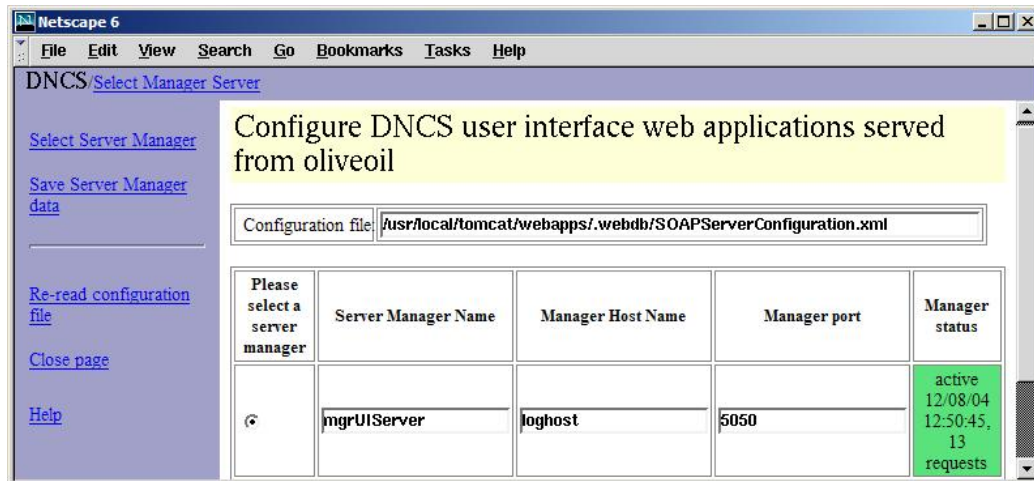 Netscape 6
File Edit View Search Go Bookmarks Tasks Help
DNCS/Select Manager Server
Select Server Manager
Save Server Manager
data
Re-read configuration
file
Close page
Help
Configure DNCS user interface web applications served
from oliveoil
Configuration file: /usr/local/tomcat/webapps/.webdb/SOAPServerConfiguration.xml
Please
select a
server
manager
Server Manager Name
Manager Host Name
Manager port
Manager
status
mgrUIServer
loghost
5050
active
12/08/04
12:50:45,
13
requests